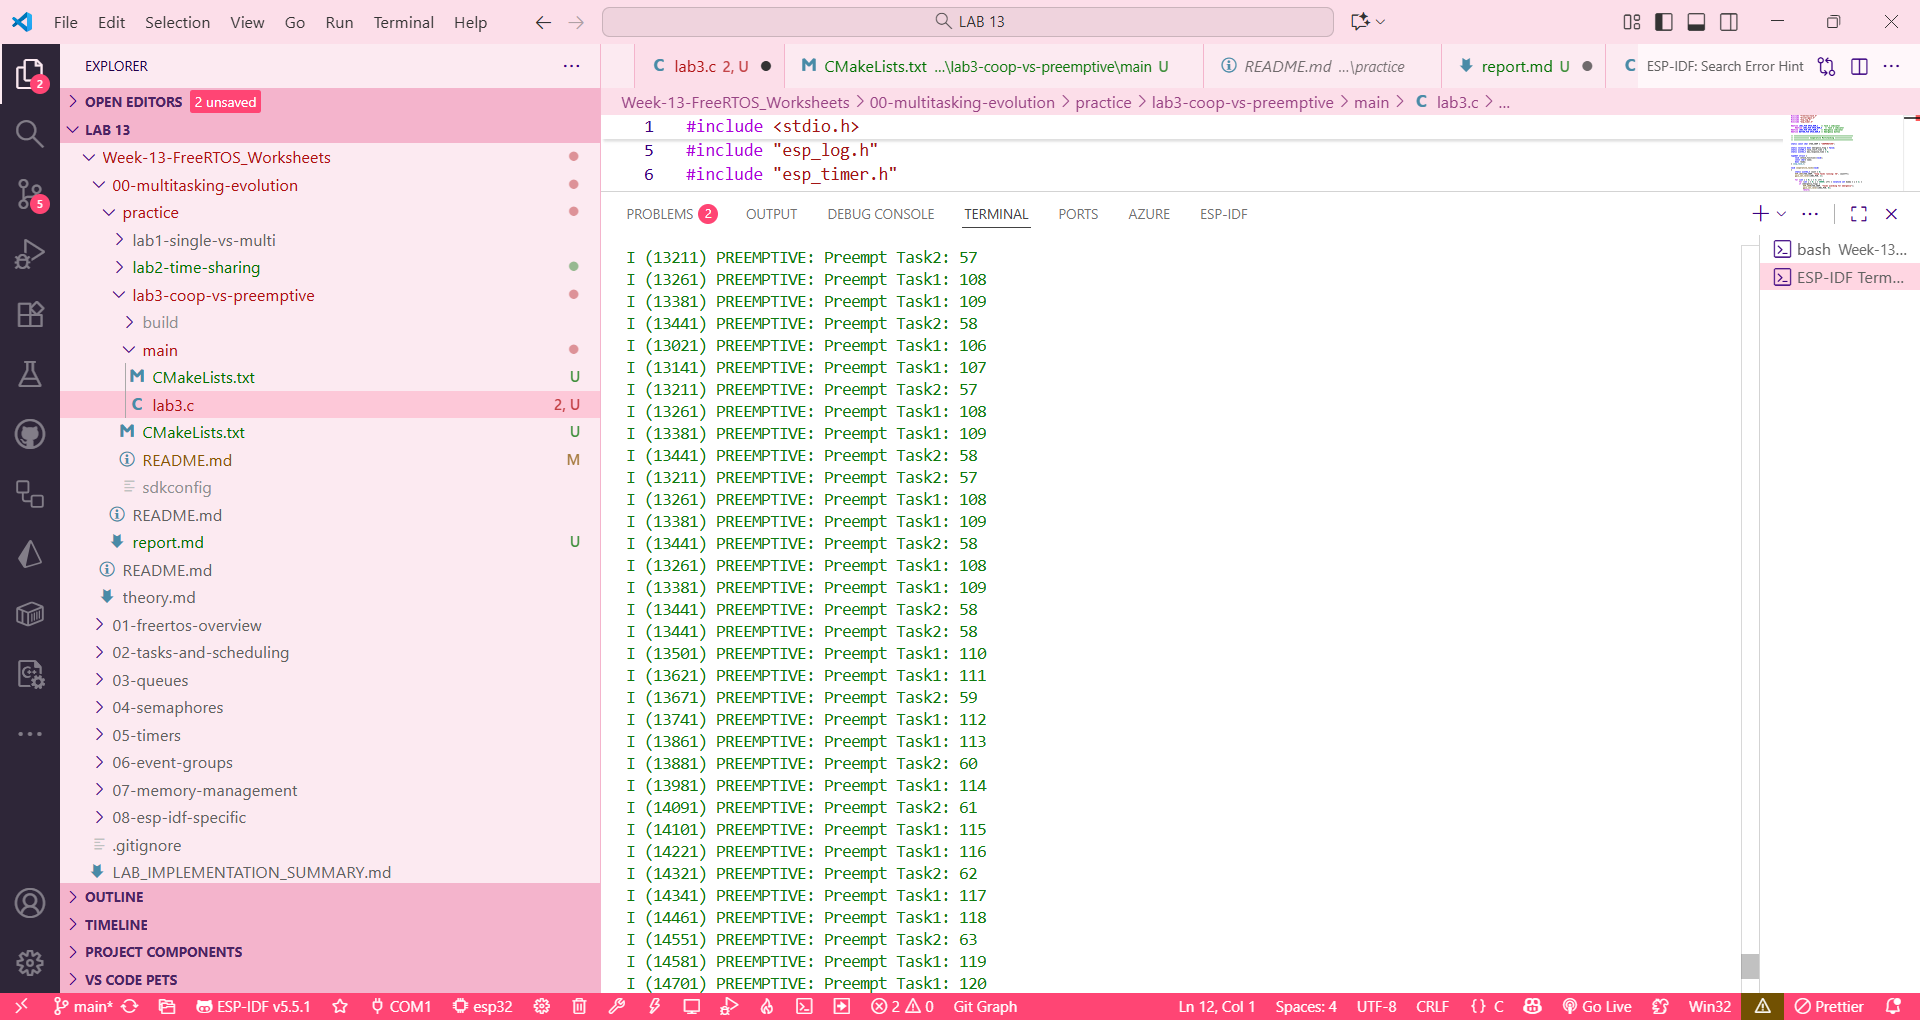 File Edit Selection View Go Run Terminal Help
LAB 13
EXPLORER
OPEN EDITORS 2 unsaved
LAB 13
Week-13-FreeRTOS_Worksheets
00-multitasking-evolution
practice
lab1-single-vs-multi
lab2-time-sharing
lab3-coop-vs-preemptive
build
main
CMakeLists.txt U
lab3.c 2, U
CMakeLists.txt U
README.md M
sdkconfig
README.md
report.md U
README.md
theory.md
01-freertos-overview
02-tasks-and-scheduling
03-queues
04-semaphores
05-timers
06-event-groups
07-memory-management
08-esp-idf-specific
.gitignore
LAB_IMPLEMENTATION_SUMMARY.md
OUTLINE
TIMELINE
PROJECT COMPONENTS
VS CODE PETS
2
5
C lab3.c 2, U
M CMakeLists.txt ...\lab3-coop-vs-preemptive\main U
README.md ...\practice
report.md U
C ESP-IDF: Search Error Hint
Week-13-FreeRTOS_Worksheets > 00-multitasking-evolution > practice > lab3-coop-vs-preemptive > main > C lab3.c > ...
1 #include <stdio.h>
5 #include "esp_log.h"
6 #include "esp_timer.h"
PROBLEMS 2 OUTPUT DEBUG CONSOLE TERMINAL PORTS AZURE ESP-IDF
I (13211) PREEMPTIVE: Preempt Task2: 57
I (13261) PREEMPTIVE: Preempt Task1: 108
I (13381) PREEMPTIVE: Preempt Task1: 109
I (13441) PREEMPTIVE: Preempt Task2: 58
I (13021) PREEMPTIVE: Preempt Task1: 106
I (13141) PREEMPTIVE: Preempt Task1: 107
I (13211) PREEMPTIVE: Preempt Task2: 57
I (13261) PREEMPTIVE: Preempt Task1: 108
I (13381) PREEMPTIVE: Preempt Task1: 109
I (13441) PREEMPTIVE: Preempt Task2: 58
I (13211) PREEMPTIVE: Preempt Task2: 57
I (13261) PREEMPTIVE: Preempt Task1: 108
I (13381) PREEMPTIVE: Preempt Task1: 109
I (13441) PREEMPTIVE: Preempt Task2: 58
I (13261) PREEMPTIVE: Preempt Task1: 108
I (13381) PREEMPTIVE: Preempt Task1: 109
I (13441) PREEMPTIVE: Preempt Task2: 58
I (13441) PREEMPTIVE: Preempt Task2: 58
I (13501) PREEMPTIVE: Preempt Task1: 110
I (13621) PREEMPTIVE: Preempt Task1: 111
I (13671) PREEMPTIVE: Preempt Task2: 59
I (13741) PREEMPTIVE: Preempt Task1: 112
I (13861) PREEMPTIVE: Preempt Task1: 113
I (13881) PREEMPTIVE: Preempt Task2: 60
I (13981) PREEMPTIVE: Preempt Task1: 114
I (14091) PREEMPTIVE: Preempt Task2: 61
I (14101) PREEMPTIVE: Preempt Task1: 115
I (14221) PREEMPTIVE: Preempt Task1: 116
I (14321) PREEMPTIVE: Preempt Task2: 62
I (14341) PREEMPTIVE: Preempt Task1: 117
I (14461) PREEMPTIVE: Preempt Task1: 118
I (14551) PREEMPTIVE: Preempt Task2: 63
I (14581) PREEMPTIVE: Preempt Task1: 119
I (14701) PREEMPTIVE: Preempt Task1: 120
bash Week-13...
ESP-IDF Term...
main* ESP-IDF v5.5.1 COM1 esp32 2 0 Git Graph Ln 12, Col 1 Spaces: 4 UTF-8 CRLF {} C Go Live Win32 Prettier